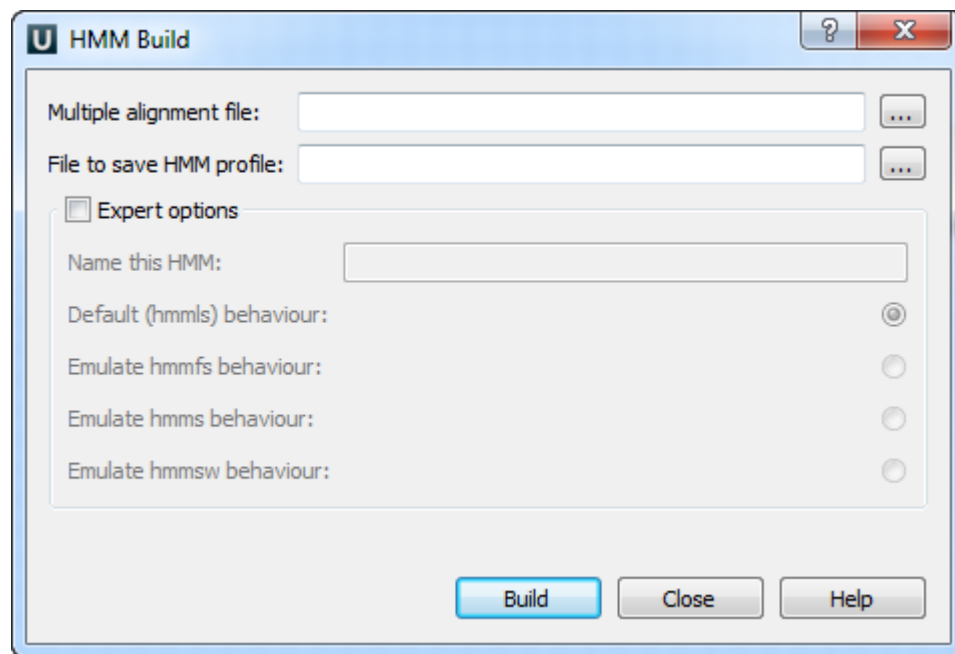 U HMM Build ? X
Multiple alignment file: ...
File to save HMM profile: ...
Expert options
Name this HMM:
Default (hmmls) behaviour:
Emulate hmmfs behaviour:
Emulate hmms behaviour:
Emulate hmmsw behaviour:
Build Close Help